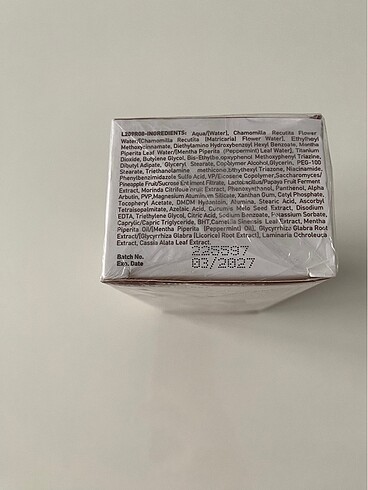 L201R08-INGREDIENTS: Aqua/[Water], Chamomilla Recutita Flower
Water/[Chamomilla Recutita (Matricaria) Flower Water], Ethylhexyl
Methoxycinnamate, Diethylamino Hydroxybenzoyl Hexyl Benzoate, Mentha
Piperita Leaf Water/[Mentha Piperita (Peppermint) Leaf Water], Titanium
Dioxide, Butylene Glycol, Methoxyphenyl Triazine,
Dibutyl Adipate, Glyceryl Stearate, Alcohol, Glycerin, PEG-100
Stearate, Triethanolamine Triazone, Niacinamide,
Phenylbenzimidazole Sulfonic Acid, VP/Eicosene Copolymer, Saccharomyces/
Pineapple Fruit/Sucrose Ferment Filtrate, Lactobacillus/Papaya Fruit Ferment
Extract, Morinda Citrifolia Fruit Extract, Phenoxyethanol, Panthenol, Alpha
Arbutin, PVP, Magnesium Aluminum Silicate, Xanthan Gum, Cetyl Phosphate,
Tocopheryl Acetate, DMDM Hydantoin, Alumina, Stearic Acid, Ascorbyl
Tetraisopalmitate, Azelaic Acid, Cucumis Melo Seed Extract, Disodium
EDTA, Triethylene Glycol, Citric Acid, Sodium Benzoate, Potassium Sorbate,
Caprylic/Capric Triglyceride, BHT, Camellia Sinensis Leaf Extract, Mentha
Piperita Oil/[Mentha Piperita (Peppermint) Oil], Glycyrrhiza Glabra Root
Extract/[Glycyrrhiza Glabra (Licorice) Root Extract], Laminaria Ochroleuca
Extract, Cassia Alata Leaf Extract.
Batch No. 225597
Exp. Date 03/2027